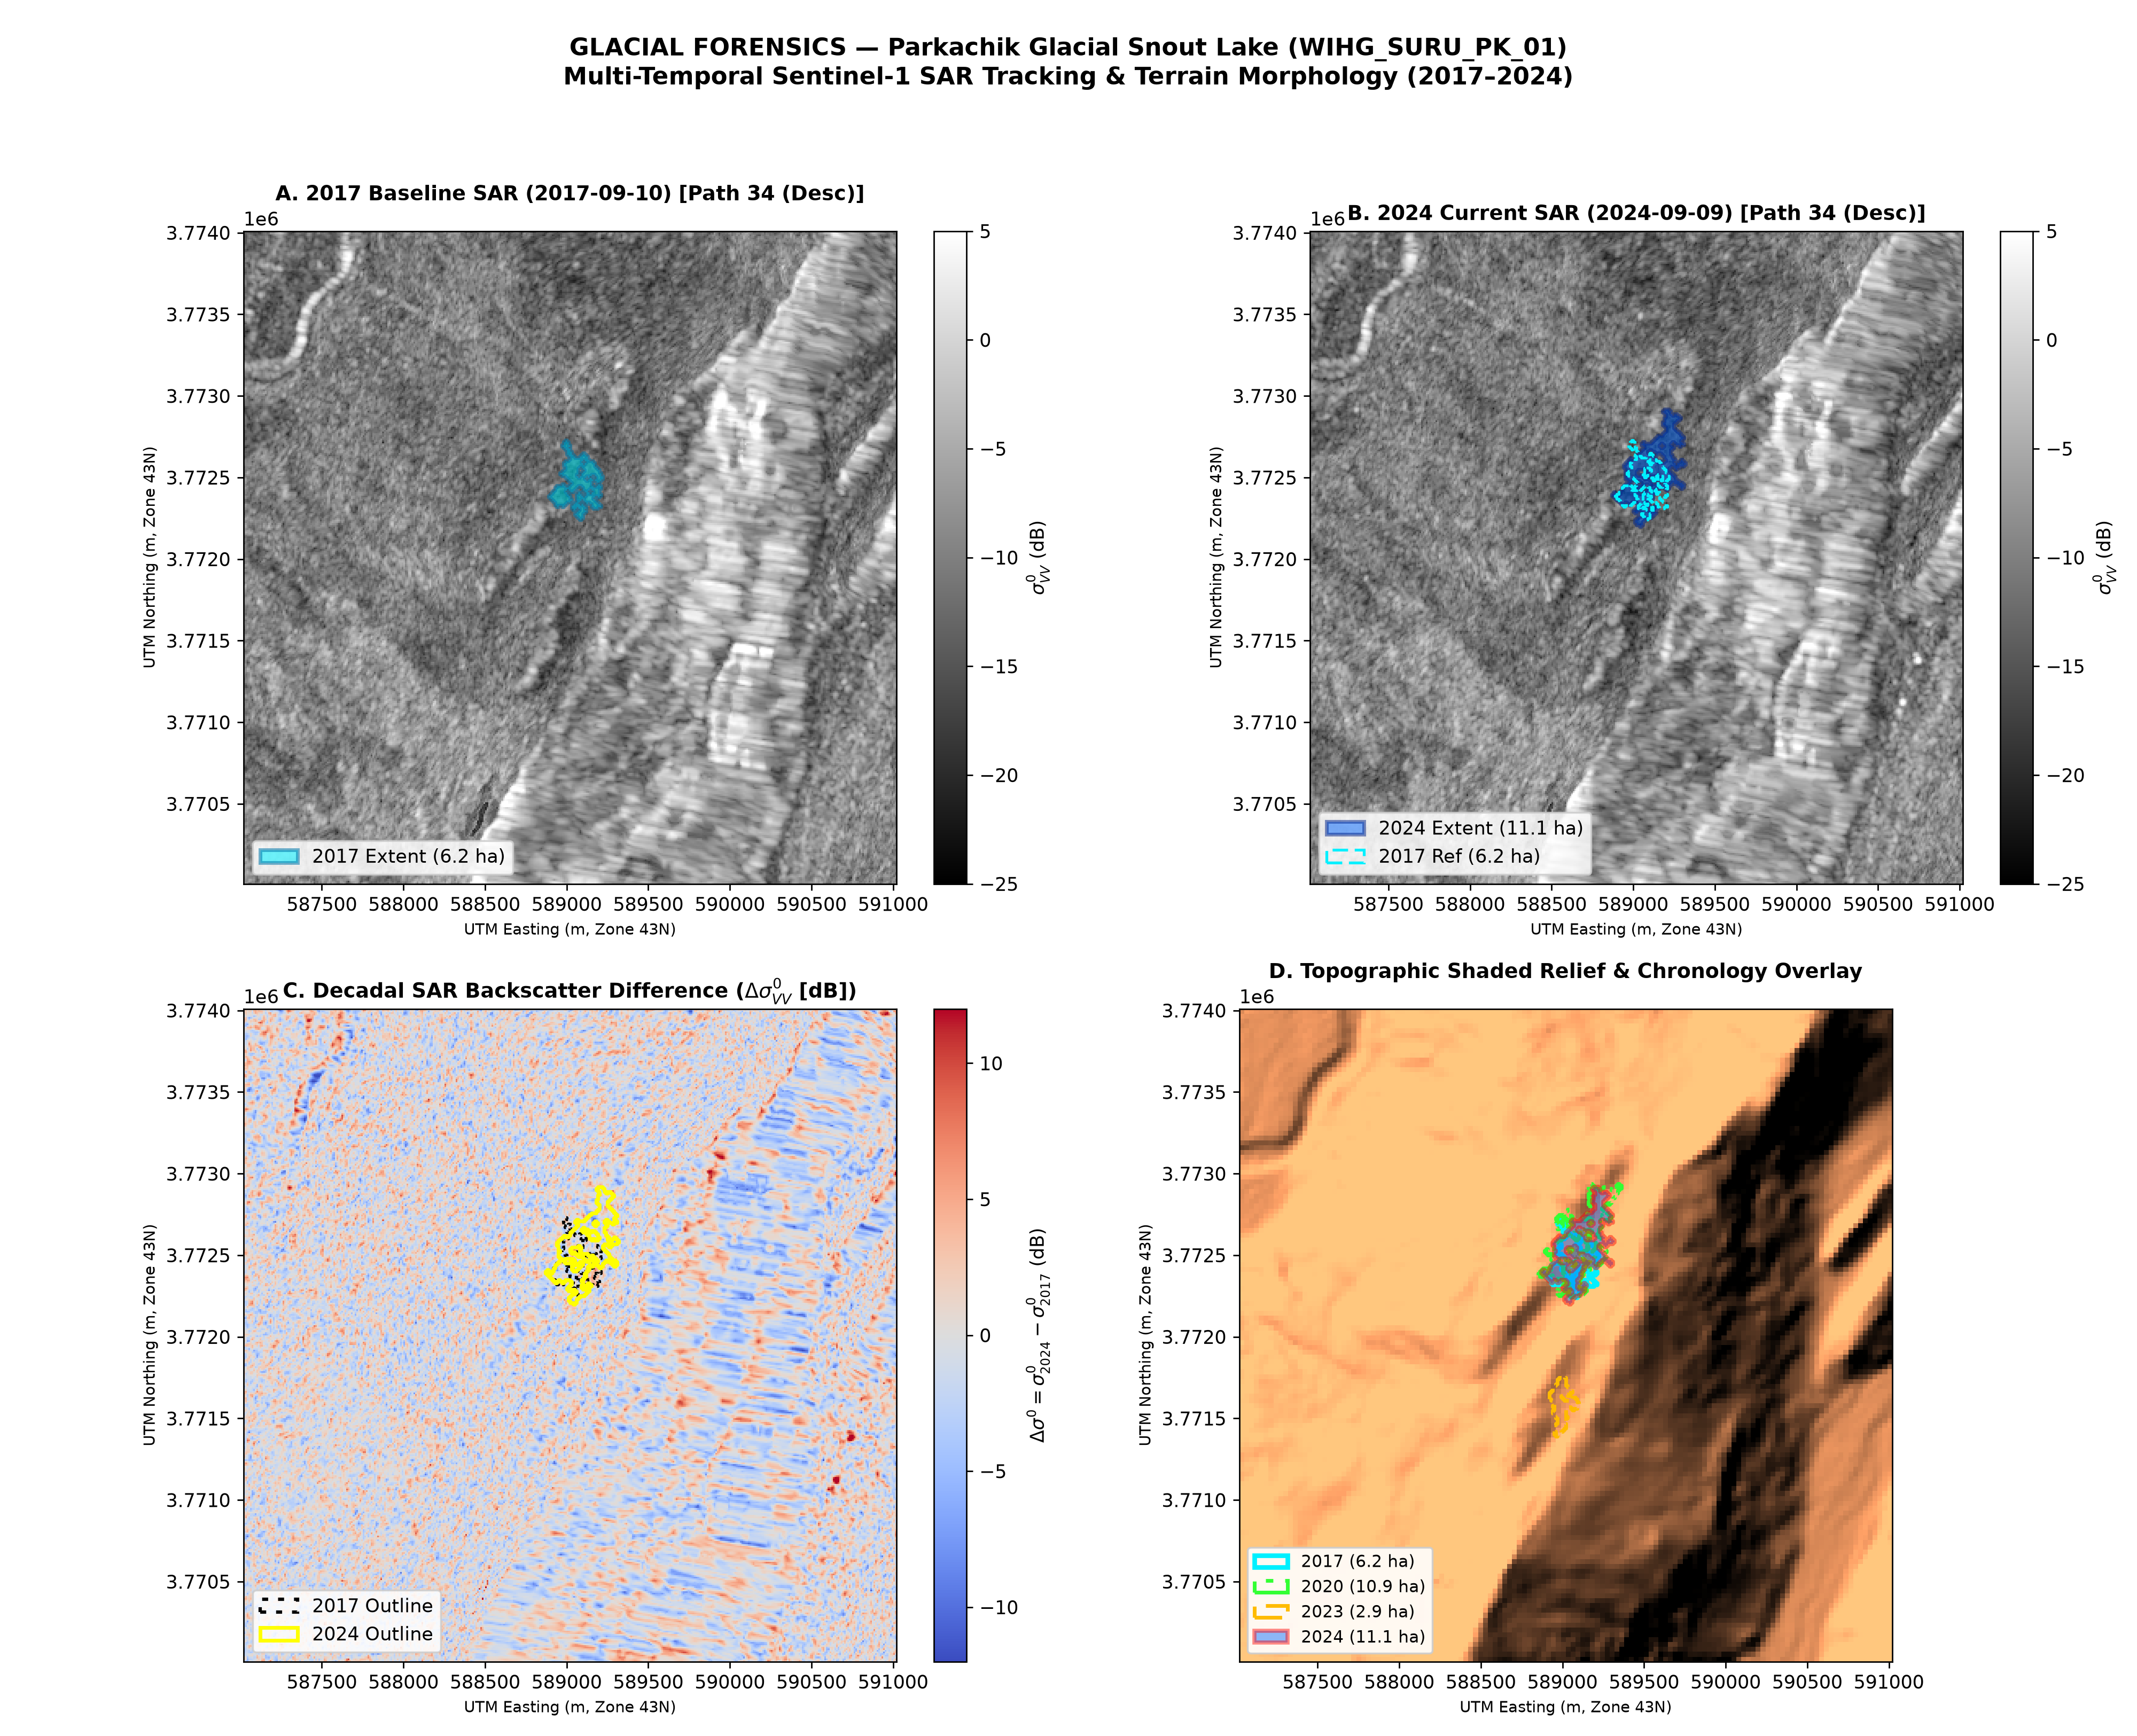 GLACIAL FORENSICS — Parkachik Glacial Snout Lake (WIHG_SURU_PK_01)
Multi-Temporal Sentinel-1 SAR Tracking & Terrain Morphology (2017–2024)
A. 2017 Baseline SAR (2017-09-10) [Path 34 (Desc)]
1e6
3.7740
3.7735
3.7730
3.7725
3.7720
3.7715
3.7710
3.7705
UTM Northing (m, Zone 43N)
2017 Extent (6.2 ha)
587500 588000 588500 589000 589500 590000 590500 591000
UTM Easting (m, Zone 43N)
5
0
−5
−10
−15
−20
−25
σ⁰VV (dB)
B. 2024 Current SAR (2024-09-09) [Path 34 (Desc)]
1e6
3.7740
3.7735
3.7730
3.7725
3.7720
3.7715
3.7710
3.7705
UTM Northing (m, Zone 43N)
2024 Extent (11.1 ha)
2017 Ref (6.2 ha)
587500 588000 588500 589000 589500 590000 590500 591000
UTM Easting (m, Zone 43N)
5
0
−5
−10
−15
−20
−25
σ⁰VV (dB)
C. Decadal SAR Backscatter Difference (Δσ⁰VV [dB])
1e6
3.7740
3.7735
3.7730
3.7725
3.7720
3.7715
3.7710
3.7705
UTM Northing (m, Zone 43N)
2017 Outline
2024 Outline
587500 588000 588500 589000 589500 590000 590500 591000
UTM Easting (m, Zone 43N)
10
5
0
−5
−10
Δσ⁰ = σ⁰2024 − σ⁰2017 (dB)
D. Topographic Shaded Relief & Chronology Overlay
1e6
3.7740
3.7735
3.7730
3.7725
3.7720
3.7715
3.7710
3.7705
UTM Northing (m, Zone 43N)
2017 (6.2 ha)
2020 (10.9 ha)
2023 (2.9 ha)
2024 (11.1 ha)
587500 588000 588500 589000 589500 590000 590500 591000
UTM Easting (m, Zone 43N)